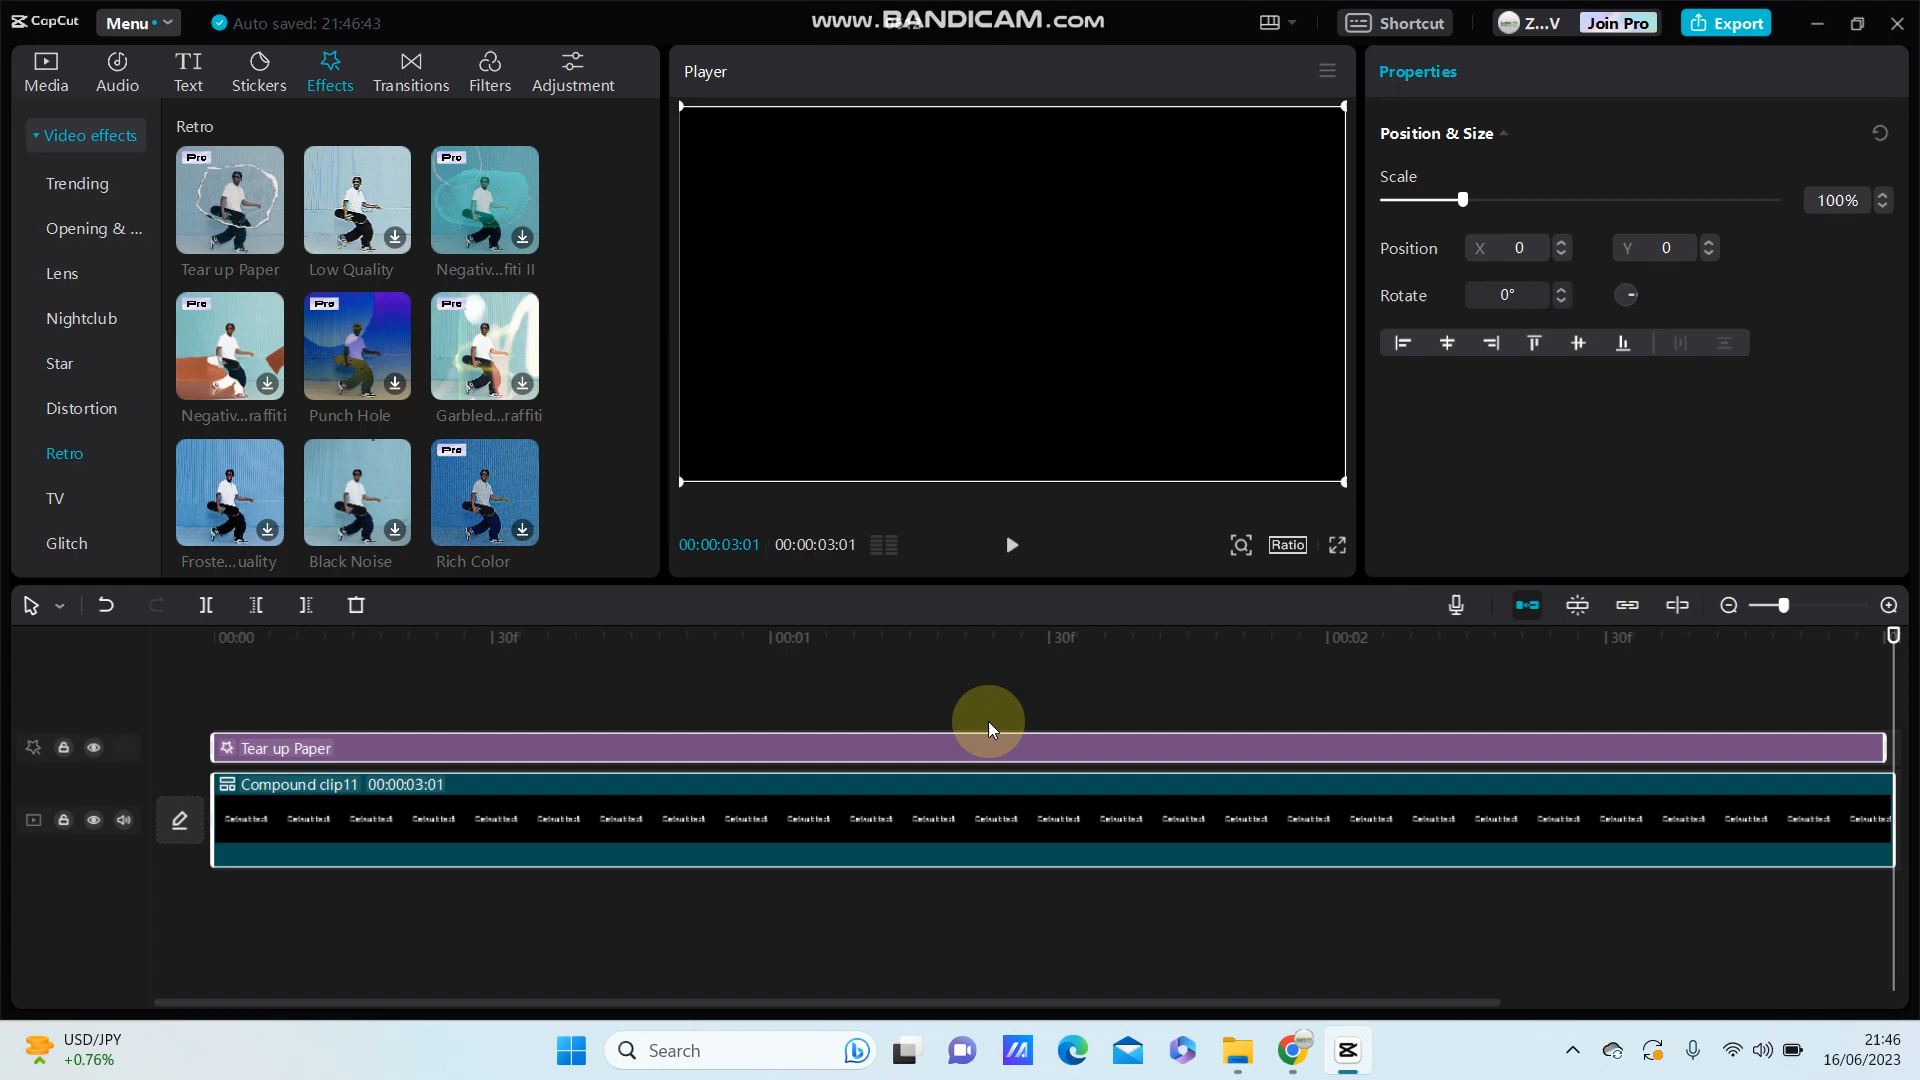 CapCut
Menu
Auto saved: 21:46:43
www.BANDICAM.com
Shortcut
Z...V
Join Pro
Export
Media
Audio
Text
Stickers
Effects
Transitions
Filters
Adjustment
Player
Properties
Video effects
Trending
Opening & ...
Lens
Nightclub
Star
Distortion
Retro
TV
Glitch
Retro
Pro
Pro
Tear up Paper
Low Quality
Negativ...fiti II
Pro
Pro
Pro
Negativ...raffiti
Punch Hole
Garbled...raffiti
Pro
Froste...uality
Black Noise
Rich Color
00:00:03:01
00:00:03:01
Ratio
Position & Size
Scale
100%
Position
X 0
Y 0
Rotate
0°
00:00
30f
00:01
30f
00:02
30f
Tear up Paper
Compound clip11 00:00:03:01
USD/JPY
+0.76%
Search
21:46
16/06/2023